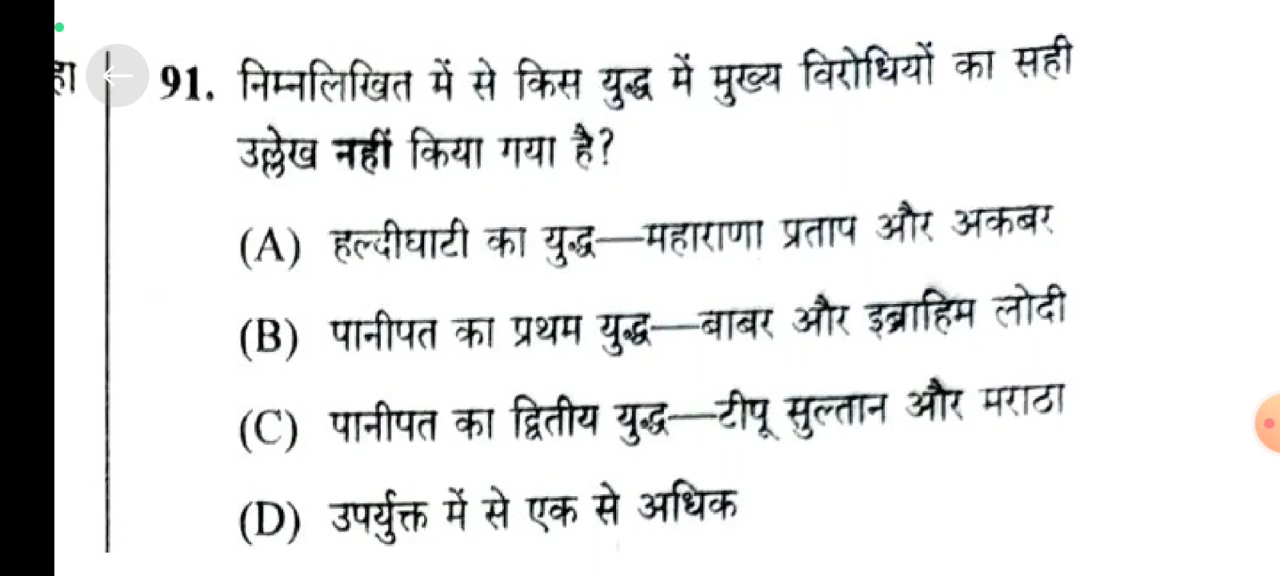 हा
91. निम्नलिखित में से किस युद्ध में मुख्य विरोधियों का सही
उल्लेख नहीं किया गया है?
(A) हल्दीघाटी का युद्ध—महाराणा प्रताप और अकबर
(B) पानीपत का प्रथम युद्ध—बाबर और इब्राहिम लोदी
(C) पानीपत का द्वितीय युद्ध—टीपू सुल्तान और मराठा
(D) उपर्युक्त में से एक से अधिक